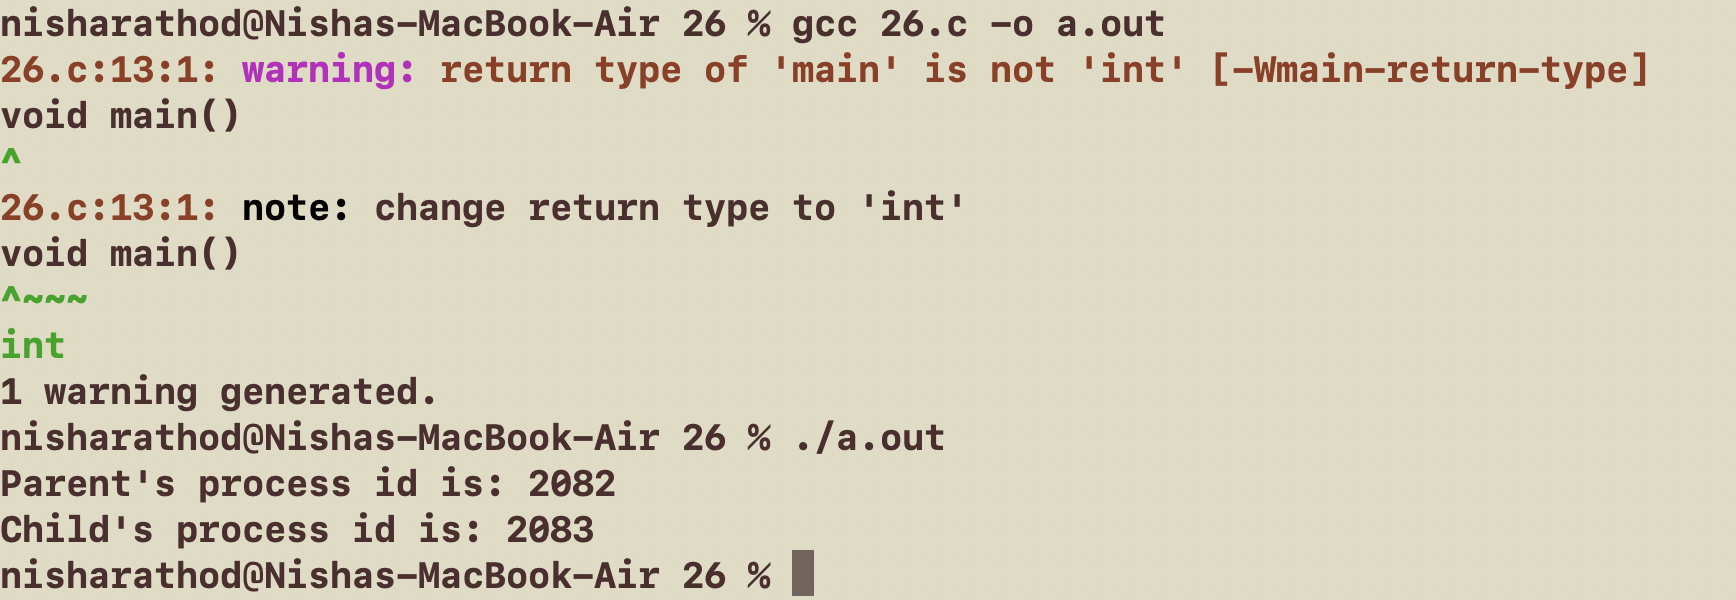 nisharathod@Nishas-MacBook-Air 26 % gcc 26.c -o a.out
26.c:13:1: warning: return type of 'main' is not 'int' [-Wmain-return-type]
void main()
^
26.c:13:1: note: change return type to 'int'
void main()
^~~~
int
1 warning generated.
nisharathod@Nishas-MacBook-Air 26 % ./a.out
Parent's process id is: 2082
Child's process id is: 2083
nisharathod@Nishas-MacBook-Air 26 %